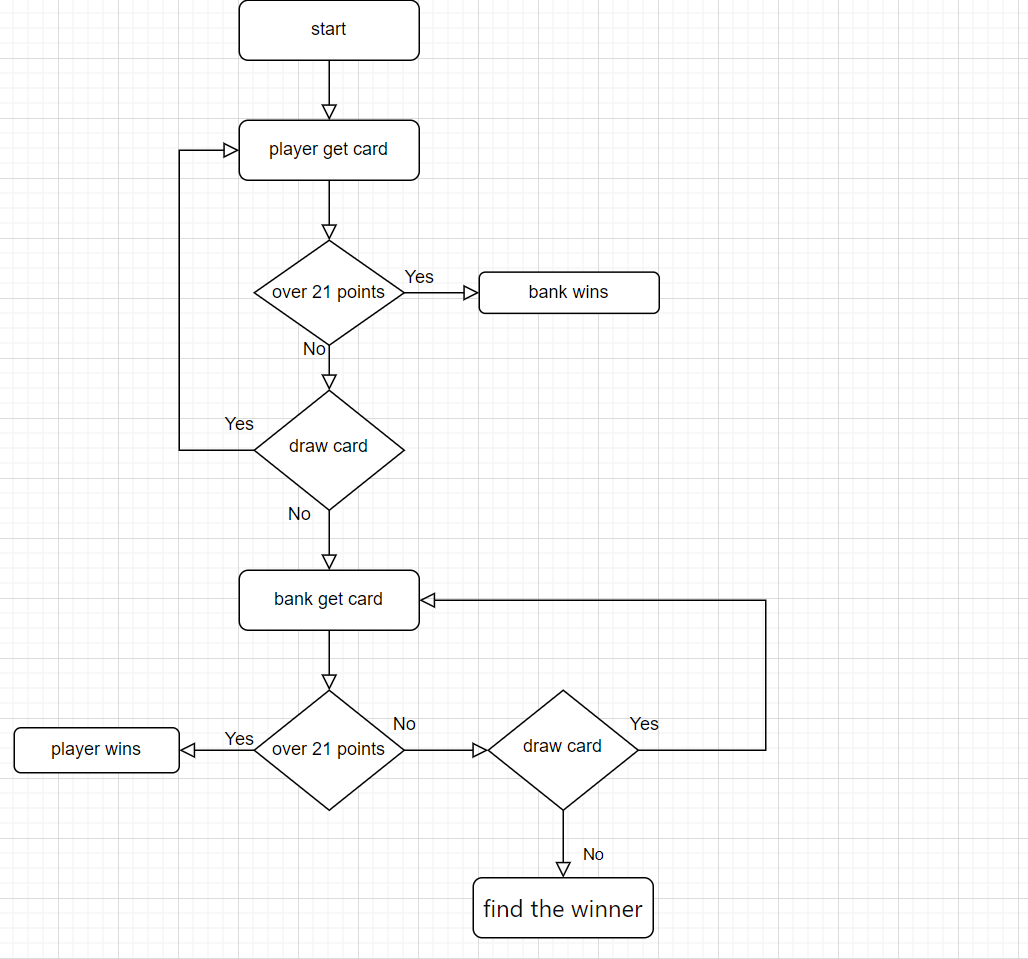 start
player get card
Yes
over 21 points
bank wins
No
Yes
draw card
No
bank get card
No
Yes
Yes
player wins
over 21 points
draw card
No
find the winner